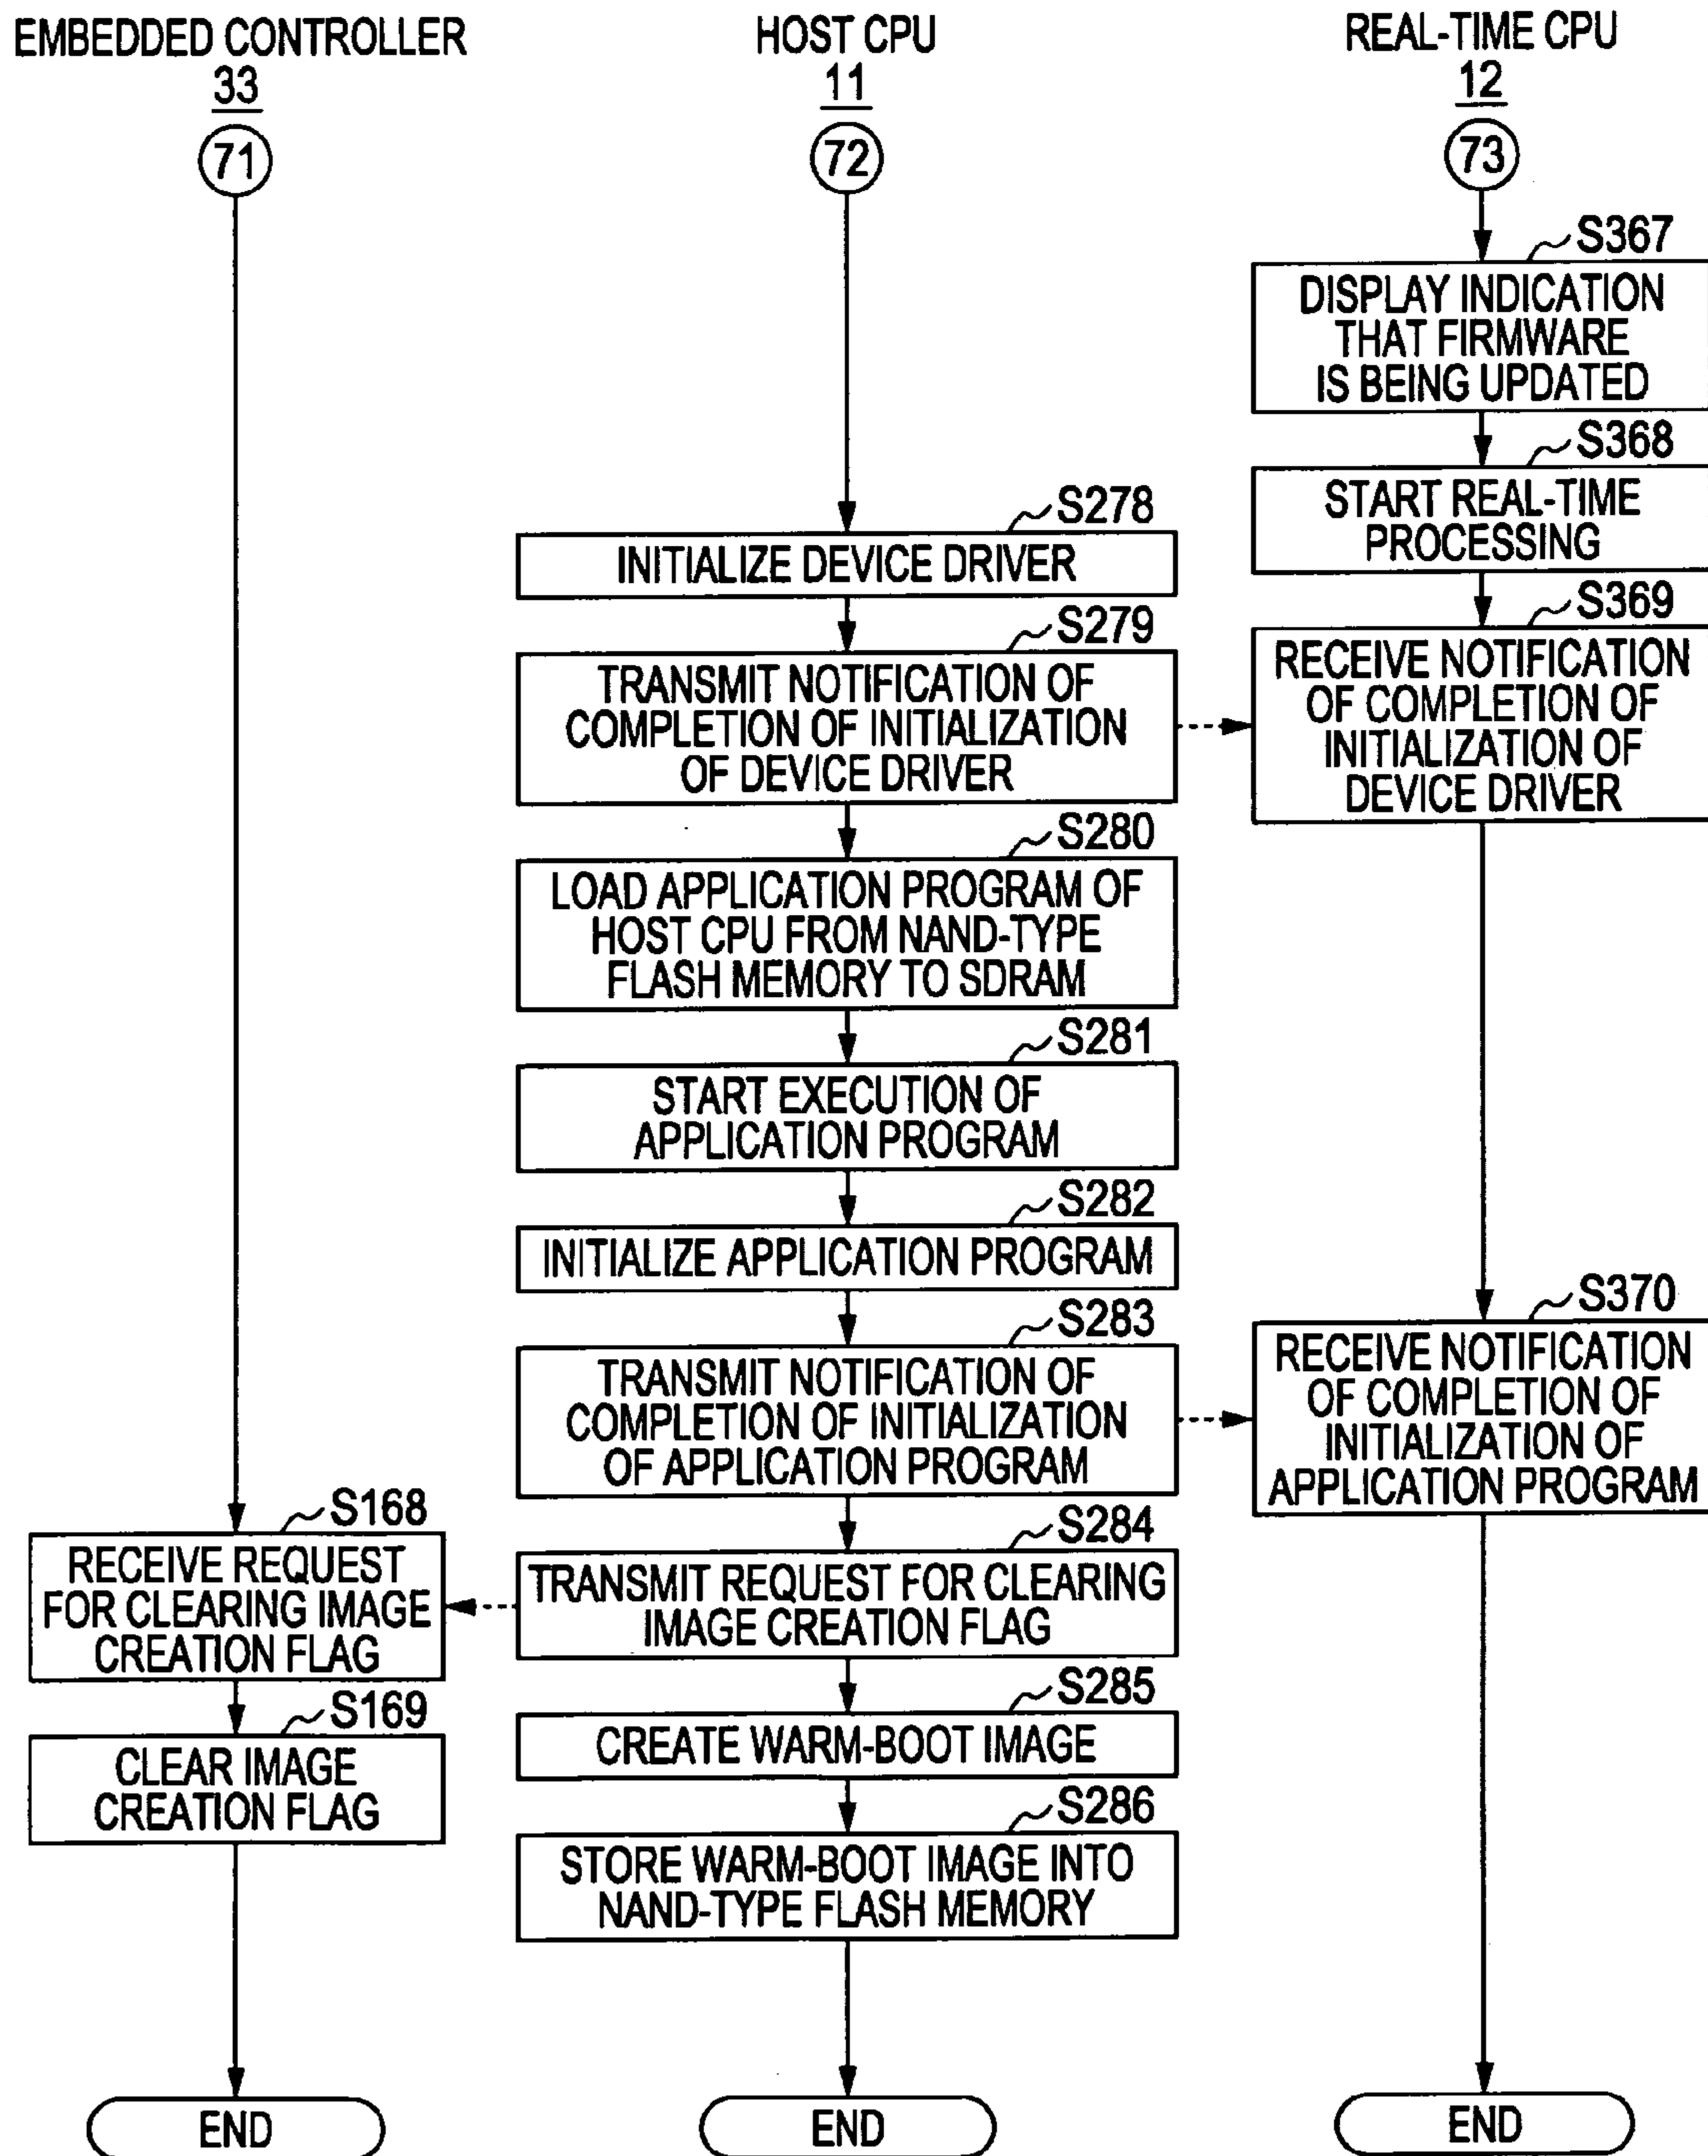 EMBEDDED CONTROLLER
33
71
HOST CPU
11
72
REAL-TIME CPU
12
73
S367
DISPLAY INDICATION
THAT FIRMWARE
IS BEING UPDATED
S368
START REAL-TIME
PROCESSING
S278
INITIALIZE DEVICE DRIVER
S279
TRANSMIT NOTIFICATION OF
COMPLETION OF INITIALIZATION
OF DEVICE DRIVER
S369
RECEIVE NOTIFICATION
OF COMPLETION OF
INITIALIZATION OF
DEVICE DRIVER
S280
LOAD APPLICATION PROGRAM OF
HOST CPU FROM NAND-TYPE
FLASH MEMORY TO SDRAM
S281
START EXECUTION OF
APPLICATION PROGRAM
S282
INITIALIZE APPLICATION PROGRAM
S283
TRANSMIT NOTIFICATION OF
COMPLETION OF INITIALIZATION
OF APPLICATION PROGRAM
S370
RECEIVE NOTIFICATION
OF COMPLETION OF
INITIALIZATION OF
APPLICATION PROGRAM
S168
RECEIVE REQUEST
FOR CLEARING IMAGE
CREATION FLAG
S284
TRANSMIT REQUEST FOR CLEARING
IMAGE CREATION FLAG
S169
CLEAR IMAGE
CREATION FLAG
S285
CREATE WARM-BOOT IMAGE
S286
STORE WARM-BOOT IMAGE INTO
NAND-TYPE FLASH MEMORY
END
END
END